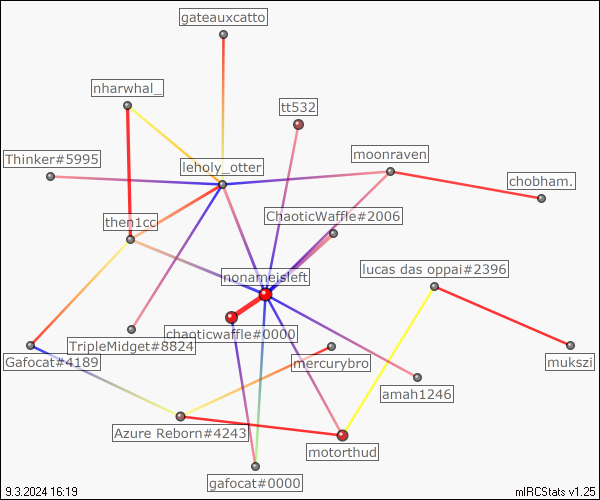 gateauxcatto
nharwhal_
tt532
Thinker#5995
leholy_otter
moonraven
chobham.
then1cc
ChaoticWaffle#2006
nonameisleft
lucas das oppai#2396
chaoticwaffle#0000
TripleMidget#8824
Gafocat#4189
mercurybro
mukszi
amah1246
Azure Reborn#4243
motorthud
gafocat#0000
9.3.2024 16:19
mIRCStats v1.25